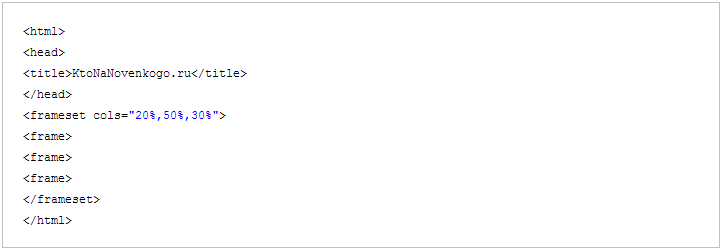 <html>
<head>
<title>KtoNaNovenkogo.ru</title>
</head>
<frameset cols="20%,50%,30%">
<frame>
<frame>
<frame>
</frameset>
</html>